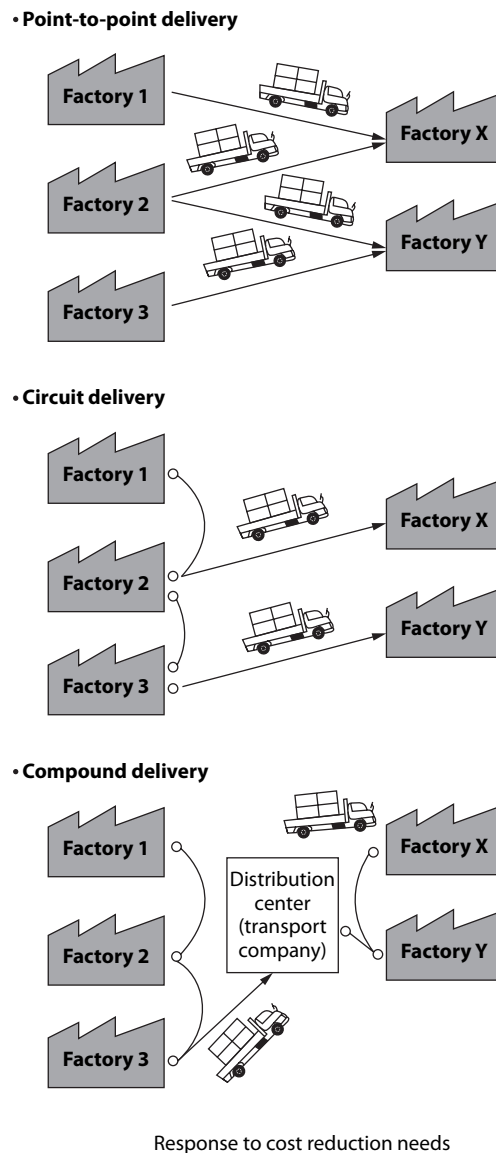 • Point-to-point delivery
Factory 1
Factory X
Factory 2
Factory Y
Factory 3
• Circuit delivery
Factory 1
Factory X
Factory 2
Factory Y
Factory 3
• Compound delivery
Factory 1
Factory X
Distribution
center
(transport
company)
Factory 2
Factory Y
Factory 3
Response to cost reduction needs